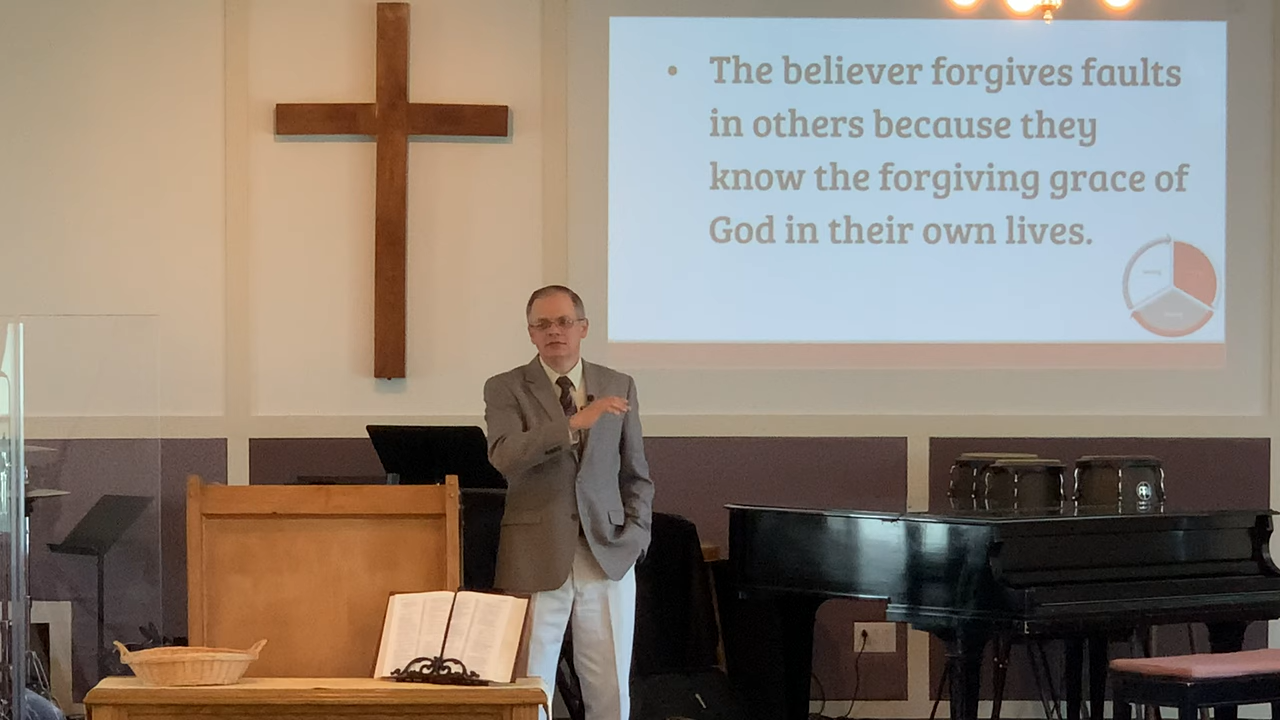 • The believer forgives faults
in others because they
know the forgiving grace of
God in their own lives.